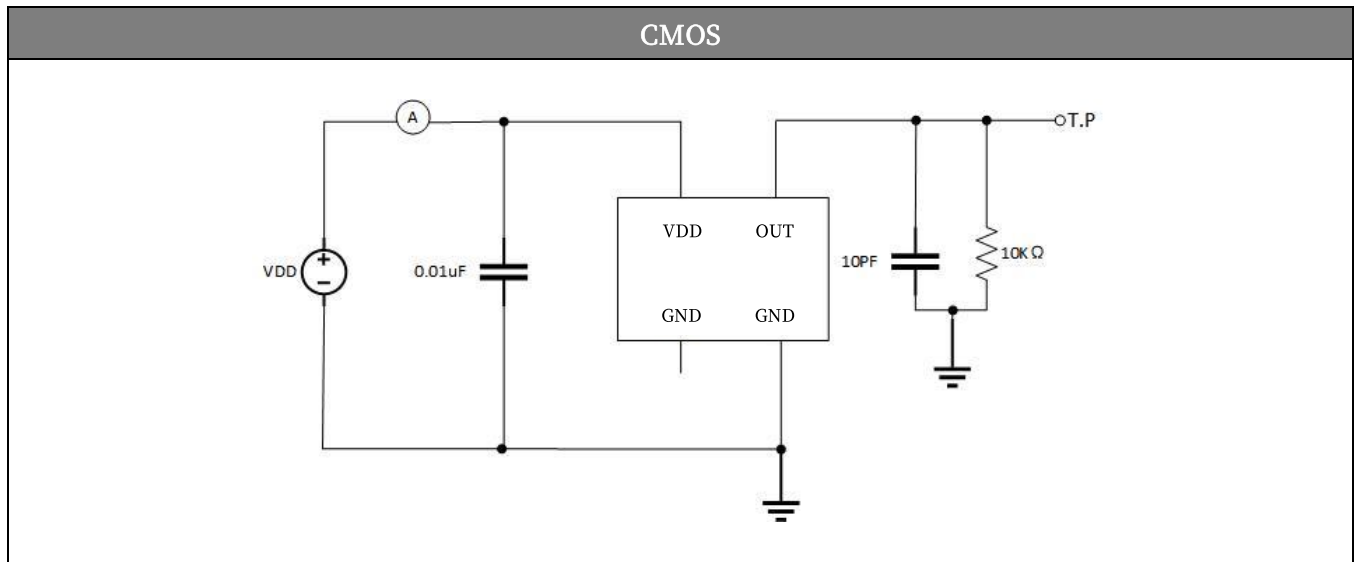 CMOS
A
T.P
VDD OUT
VDD
0.01uF
10PF
10KΩ
GND GND